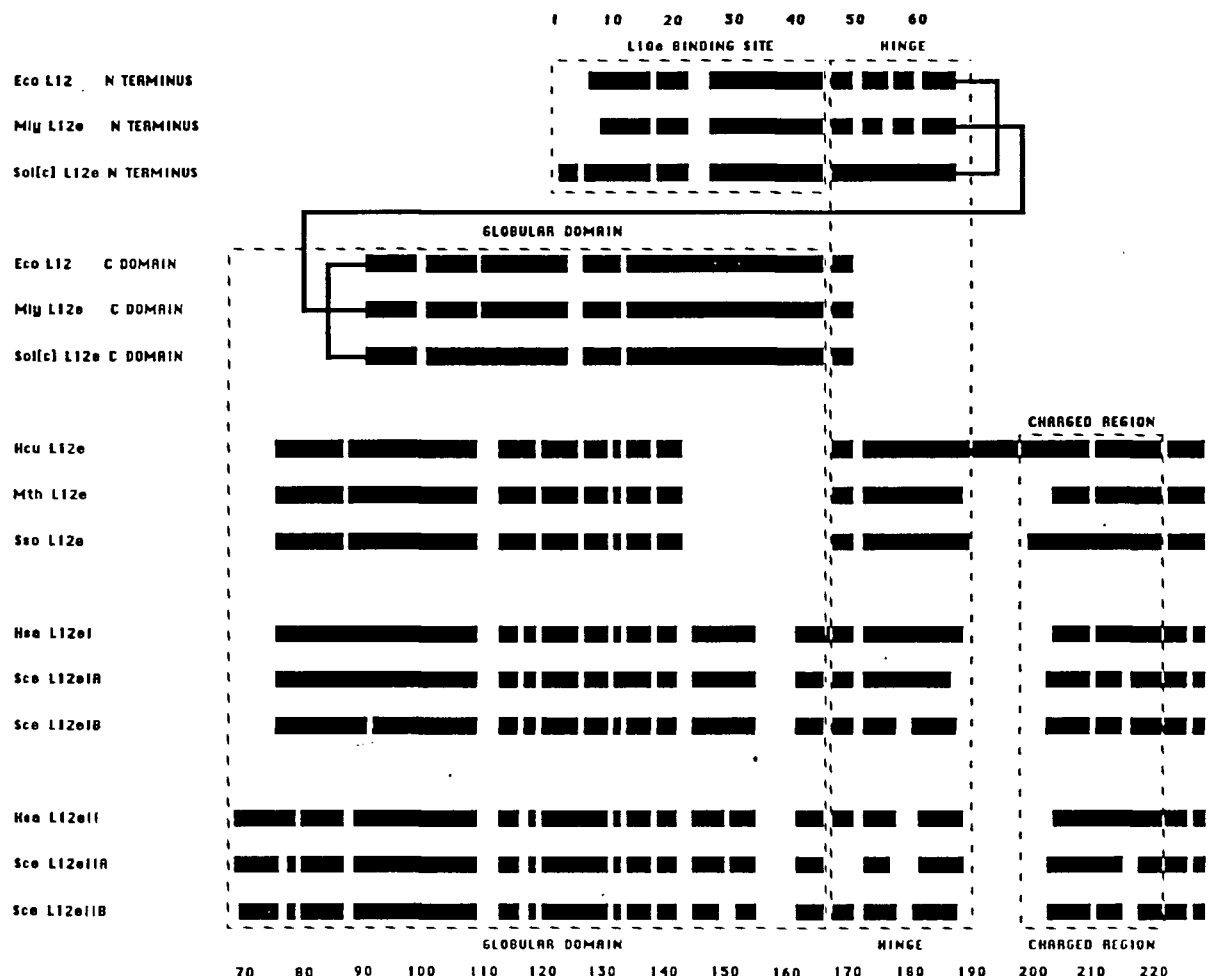 1 10 20 30 40 50 60
L10e BINDING SITE HINGE
Eco L12 N TERMINUS
Mly L12e N TERMINUS
Sol[c] L12e N TERMINUS
GLOBULAR DOMAIN
Eco L12 C DOMAIN
Mly L12e C DOMAIN
Sol[c] L12e C DOMAIN
CHARGED REGION
Hcu L12e
Mth L12e
Sso L12e
Hsa L12eI
Sce L12eIA
Sce L12eIB
Hsa L12eII
Sce L12eIIA
Sce L12eIIB
GLOBULAR DOMAIN HINGE CHARGED REGION
70 80 90 100 110 120 130 140 150 160 170 180 190 200 210 220